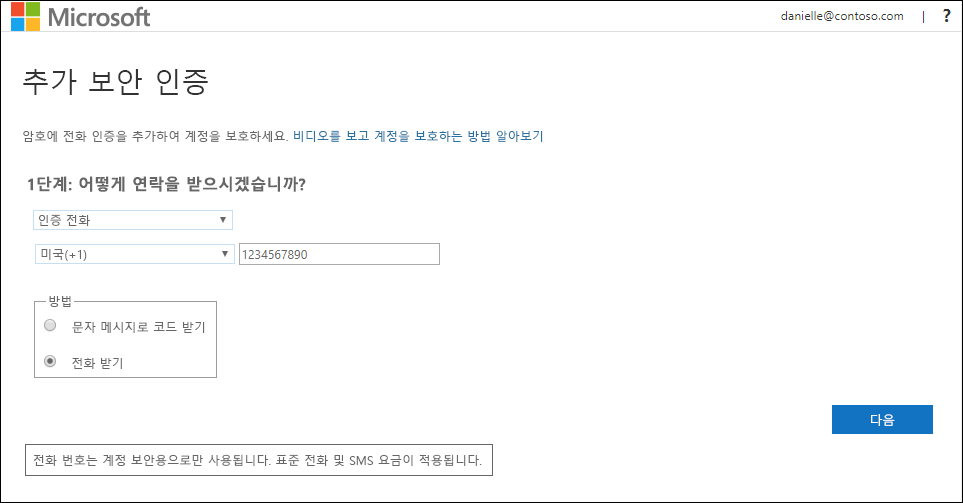 Microsoft
danielle@contoso.com | ?
추가 보안 인증
암호에 전화 인증을 추가하여 계정을 보호하세요. 비디오를 보고 계정을 보호하는 방법 알아보기
1단계: 어떻게 연락을 받으시겠습니까?
인증 전화
미국(+1) 1234567890
방법
문자 메시지로 코드 받기
전화 받기
다음
전화 번호는 계정 보안용으로만 사용됩니다. 표준 전화 및 SMS 요금이 적용됩니다.